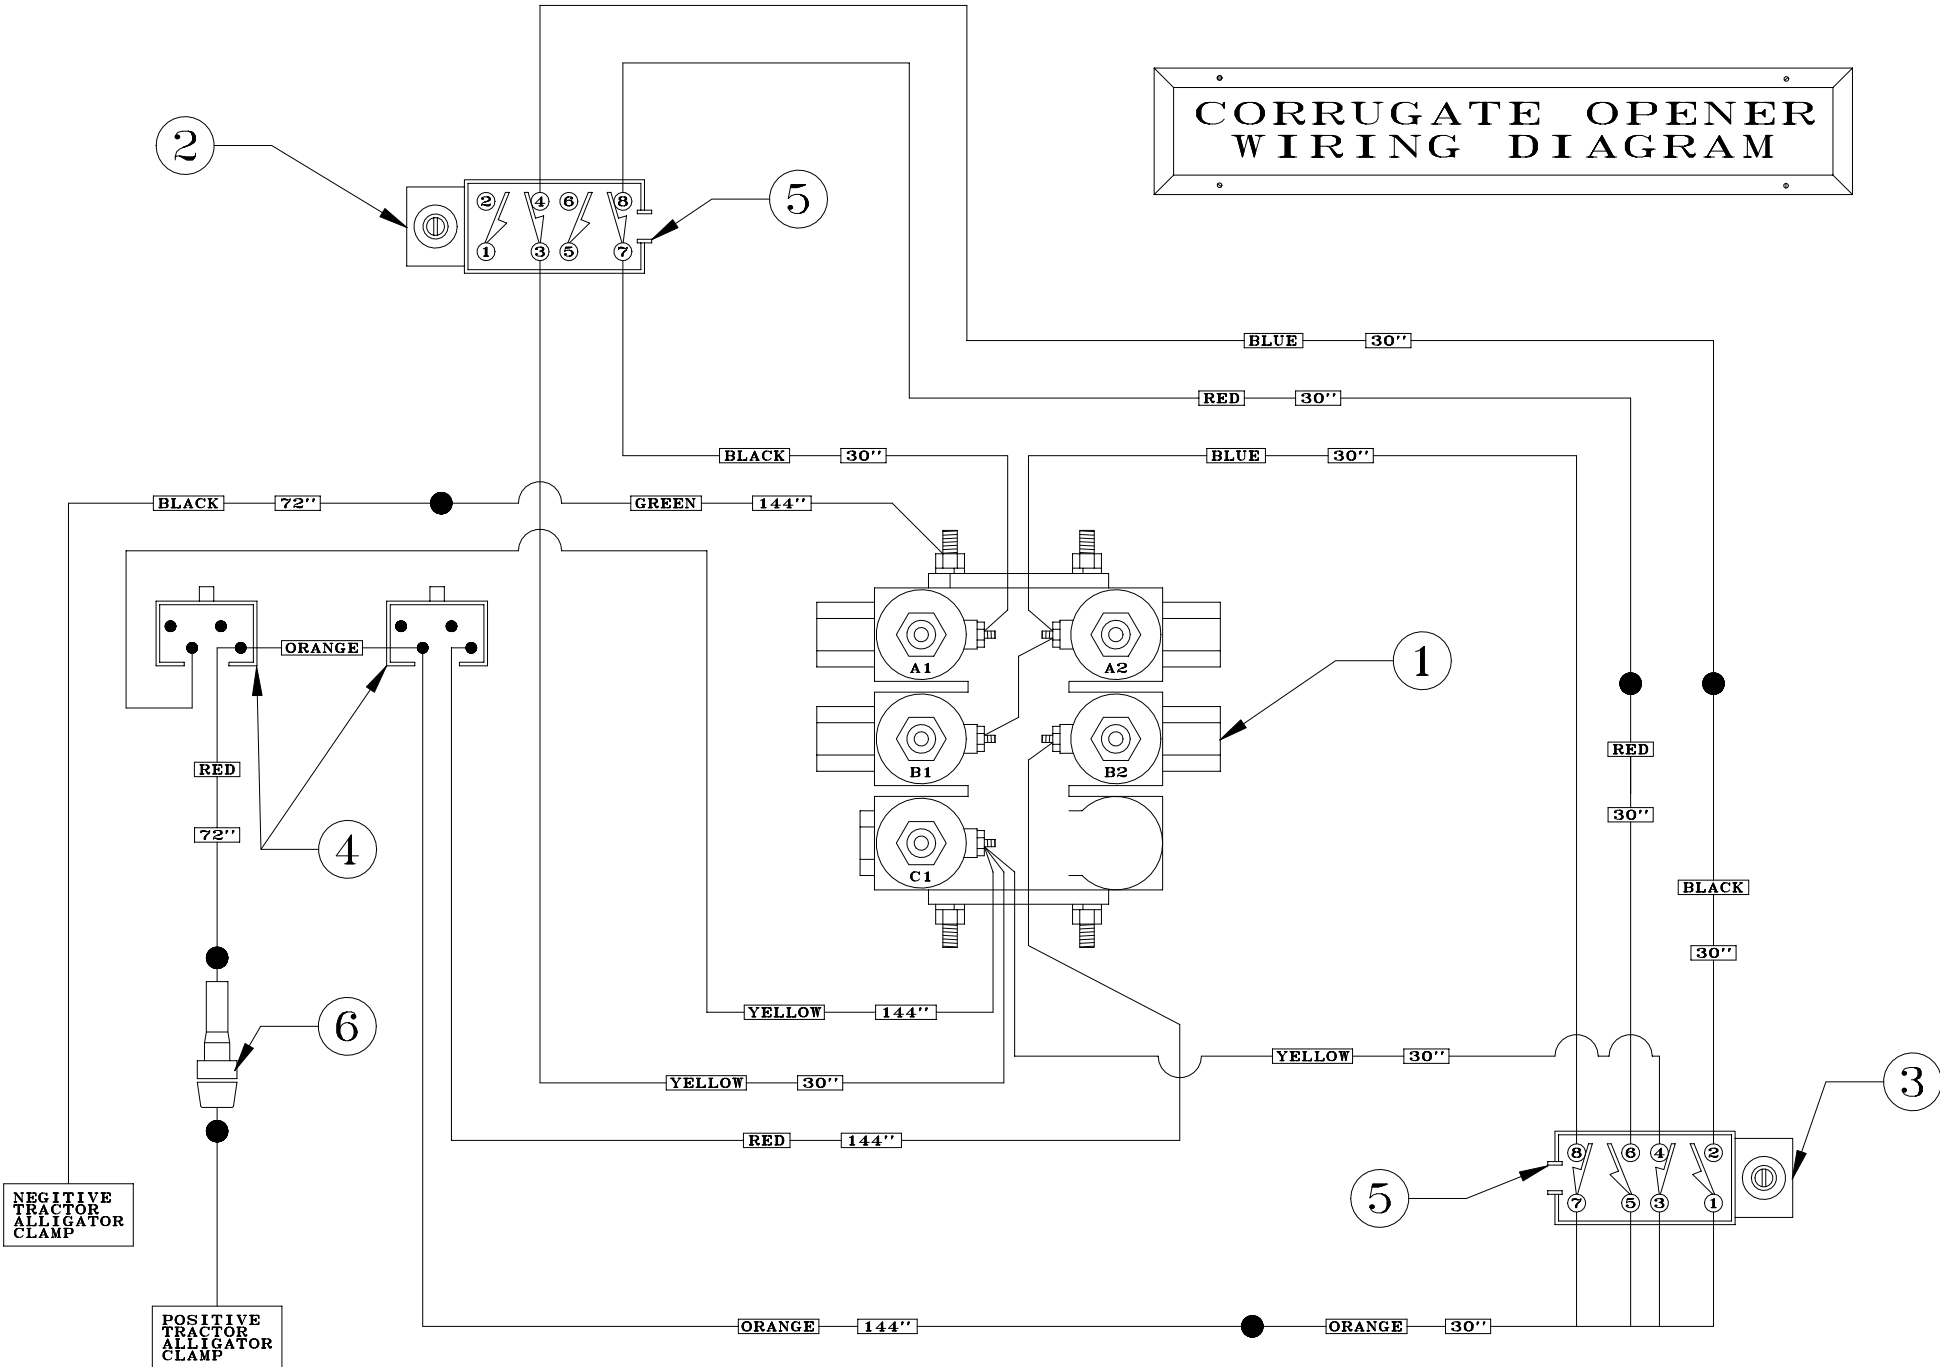 CORRUGATE OPENER
WIRING DIAGRAM
2
5
2 4 6 8
1 3 5 7
BLUE 30''
RED 30''
BLACK 30''
BLUE 30''
BLACK 72''
GREEN 144''
ORANGE
A1
A2
1
B1
B2
C1
RED
72''
4
RED
30''
BLACK
30''
6
YELLOW 144''
YELLOW 30''
YELLOW 30''
RED 144''
3
5
8 6 4 2
7 5 3 1
NEGITIVE
TRACTOR
ALLIGATOR
CLAMP
POSITIVE
TRACTOR
ALLIGATOR
CLAMP
ORANGE 144''
ORANGE 30''